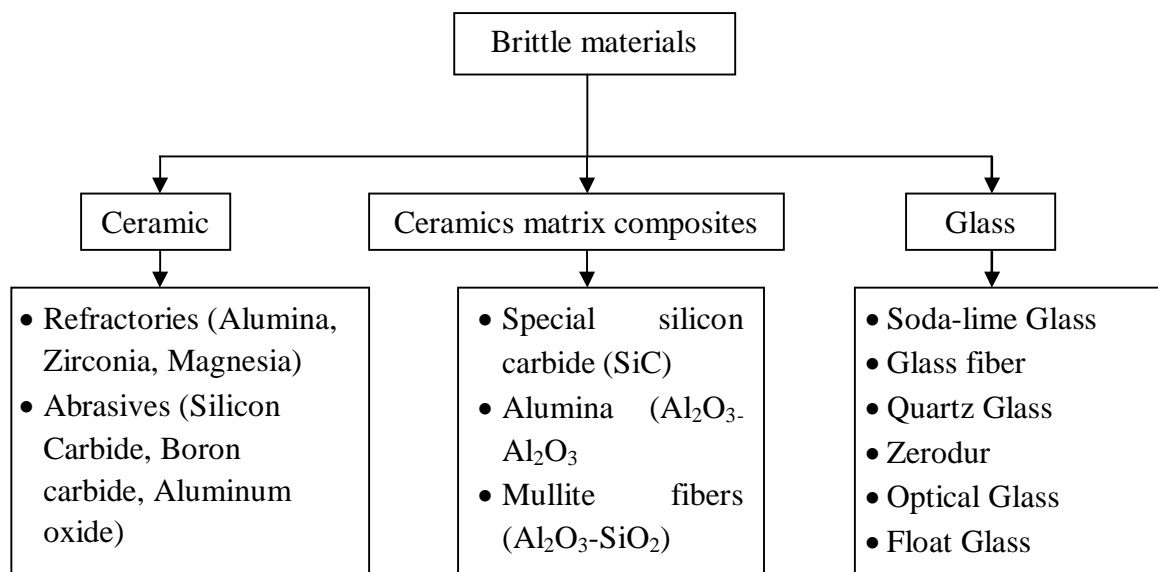 Brittle materials
Ceramic
Ceramics matrix composites
Glass
• Refractories (Alumina,
Zirconia, Magnesia)
• Abrasives (Silicon
Carbide, Boron
carbide, Aluminum
oxide)
• Special silicon
carbide (SiC)
• Alumina (Al₂O₃-
Al₂O₃
• Mullite fibers
(Al₂O₃-SiO₂)
• Soda-lime Glass
• Glass fiber
• Quartz Glass
• Zerodur
• Optical Glass
• Float Glass